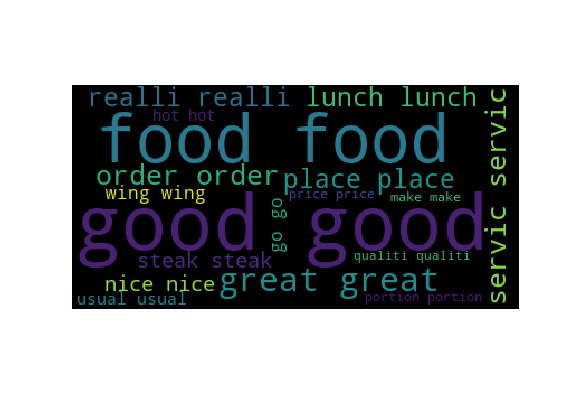 realli realli
lunch lunch
hot hot
food food
order order
place place
wing wing
price price
make make
good good
go go
steak steak
qualiti qualiti
nice nice
great great
usual usual
portion portion
servic servic